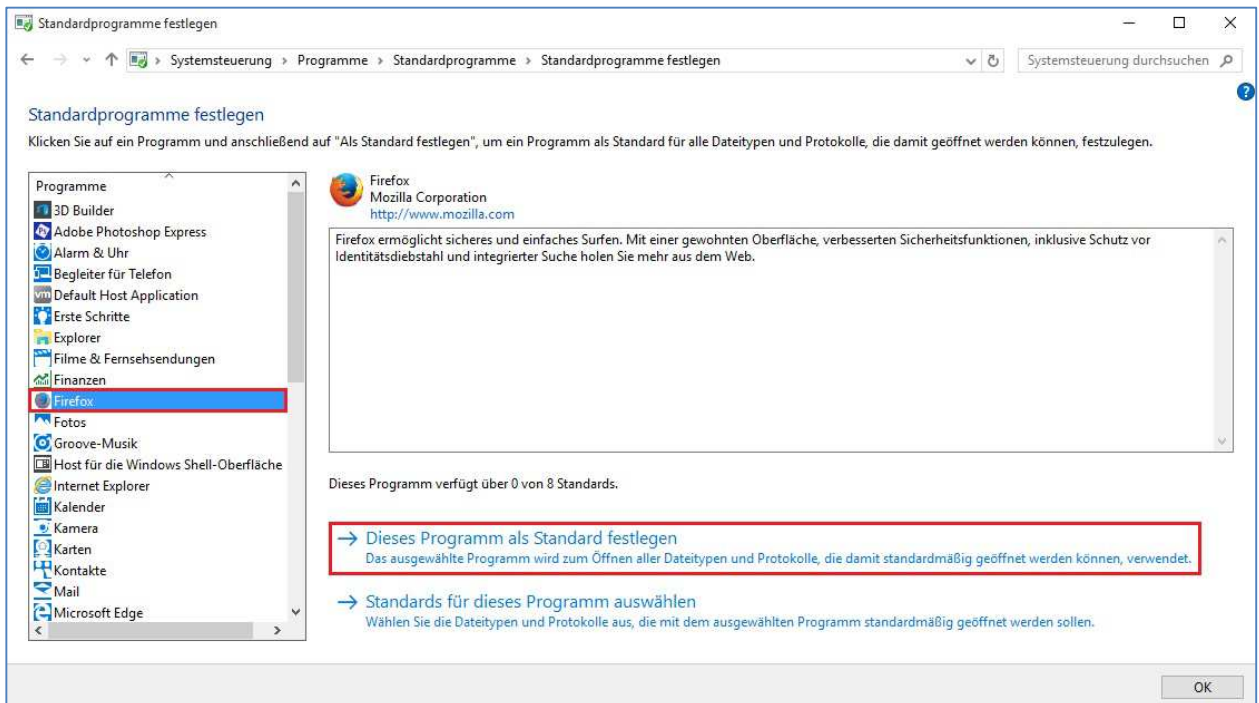 Standardprogramme festlegen
Systemsteuerung › Programme › Standardprogramme › Standardprogramme festlegen
Systemsteuerung durchsuchen
Standardprogramme festlegen
Klicken Sie auf ein Programm und anschließend auf "Als Standard festlegen", um ein Programm als Standard für alle Dateitypen und Protokolle, die damit geöffnet werden können, festzulegen.
Programme
3D Builder
Adobe Photoshop Express
Alarm & Uhr
Begleiter für Telefon
Default Host Application
Erste Schritte
Explorer
Filme & Fernsehsendungen
Finanzen
Firefox
Fotos
Groove-Musik
Host für die Windows Shell-Oberfläche
Internet Explorer
Kalender
Kamera
Karten
Kontakte
Mail
Microsoft Edge
Firefox
Mozilla Corporation
http://www.mozilla.com
Firefox ermöglicht sicheres und einfaches Surfen. Mit einer gewohnten Oberfläche, verbesserten Sicherheitsfunktionen, inklusive Schutz vor
Identitätsdiebstahl und integrierter Suche holen Sie mehr aus dem Web.
Dieses Programm verfügt über 0 von 8 Standards.
Dieses Programm als Standard festlegen
Das ausgewählte Programm wird zum Öffnen aller Dateitypen und Protokolle, die damit standardmäßig geöffnet werden können, verwendet.
Standards für dieses Programm auswählen
Wählen Sie die Dateitypen und Protokolle aus, die mit dem ausgewählten Programm standardmäßig geöffnet werden sollen.
OK